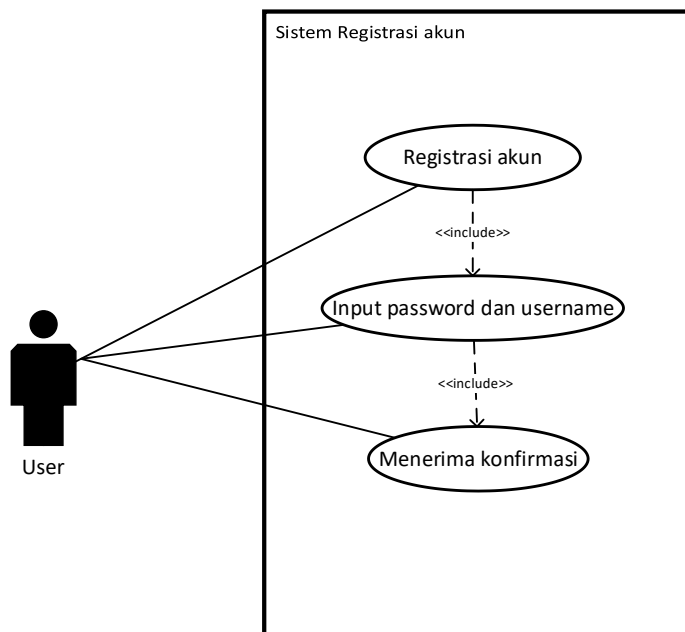 Sistem Registrasi akun
Registrasi akun
<<include>>
Input password dan username
<<include>>
Menerima konfirmasi
User